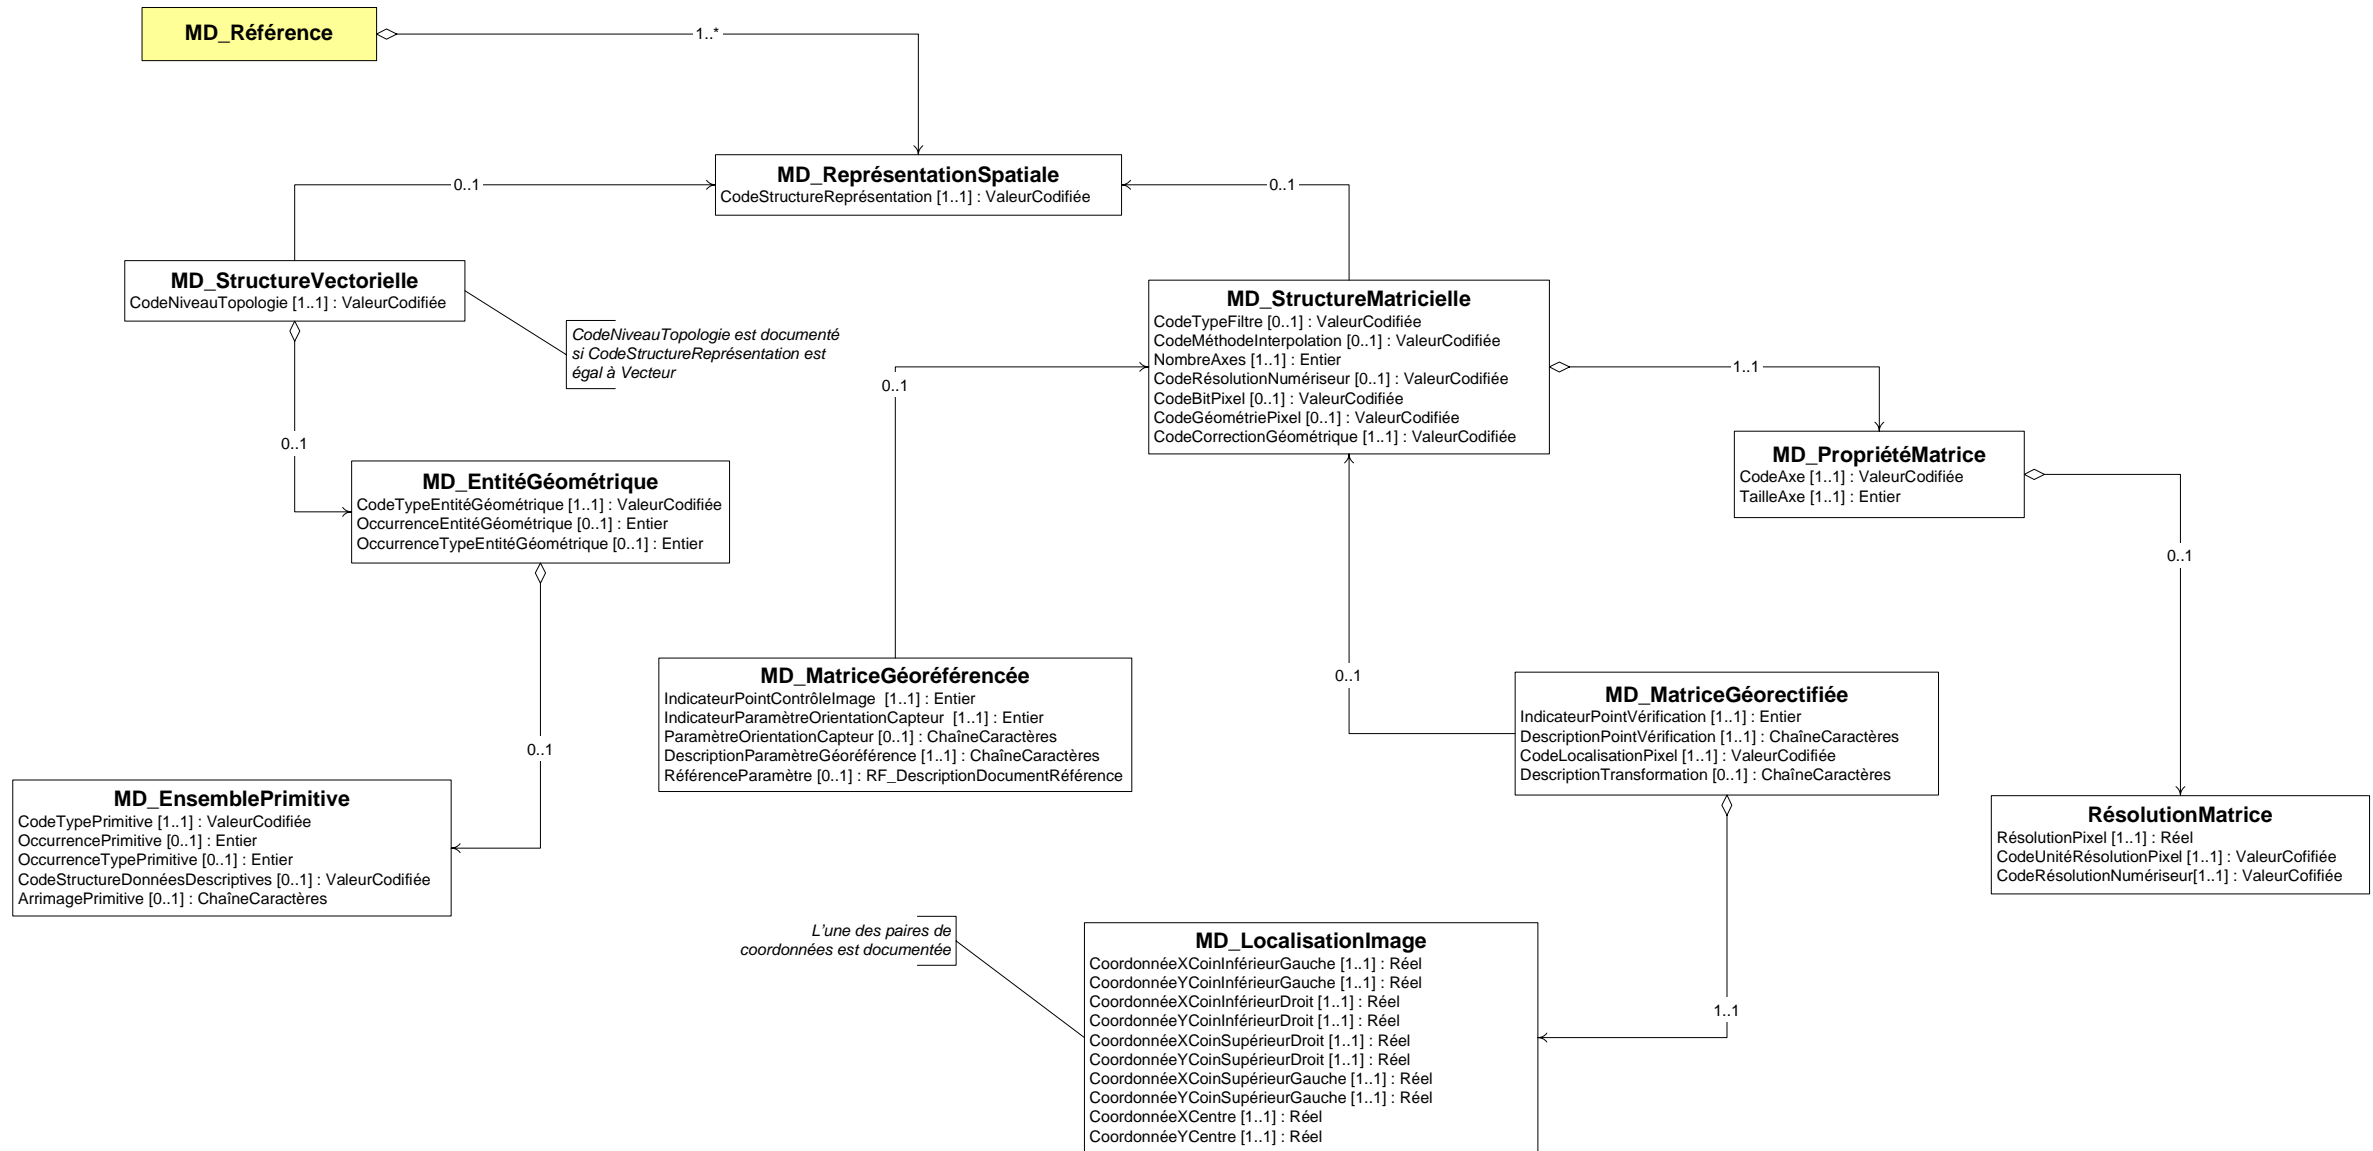 MD_Référence
1..*
MD_ReprésentationSpatiale
CodeStructureReprésentation [1..1] : ValeurCodifiée
0..1
0..1
MD_StructureVectorielle
CodeNiveauTopologie [1..1] : ValeurCodifiée
CodeNiveauTopologie est documenté
si CodeStructureReprésentation est
égal à Vecteur
MD_StructureMatricielle
CodeTypeFiltre [0..1] : ValeurCodifiée
CodeMéthodeInterpolation [0..1] : ValeurCodifiée
NombreAxes [1..1] : Entier
CodeRésolutionNumériseur [0..1] : ValeurCodifiée
CodeBitPixel [0..1] : ValeurCodifiée
CodeGéométriePixel [0..1] : ValeurCodifiée
CodeCorrectionGéométrique [1..1] : ValeurCodifiée
0..1
1..1
0..1
MD_EntitéGéométrique
CodeTypeEntitéGéométrique [1..1] : ValeurCodifiée
OccurrenceEntitéGéométrique [0..1] : Entier
OccurrenceTypeEntitéGéométrique [0..1] : Entier
MD_PropriétéMatrice
CodeAxe [1..1] : ValeurCodifiée
TailleAxe [1..1] : Entier
0..1
0..1
0..1
MD_MatriceGéoréférencée
IndicateurPointContrôleImage [1..1] : Entier
IndicateurParamètreOrientationCapteur [1..1] : Entier
ParamètreOrientationCapteur [0..1] : ChaîneCaractères
DescriptionParamètreGéoréférence [1..1] : ChaîneCaractères
RéférenceParamètre [0..1] : RF_DescriptionDocumentRéférence
MD_MatriceGéorectifiée
IndicateurPointVérification [1..1] : Entier
DescriptionPointVérification [1..1] : ChaîneCaractères
CodeLocalisationPixel [1..1] : ValeurCodifiée
DescriptionTransformation [0..1] : ChaîneCaractères
MD_EnsemblePrimitive
CodeTypePrimitive [1..1] : ValeurCodifiée
OccurrencePrimitive [0..1] : Entier
OccurrenceTypePrimitive [0..1] : Entier
CodeStructureDonnéesDescriptives [0..1] : ValeurCodifiée
ArrimagePrimitive [0..1] : ChaîneCaractères
RésolutionMatrice
RésolutionPixel [1..1] : Réel
CodeUnitéRésolutionPixel [1..1] : ValeurCofifiée
CodeRésolutionNumériseur[1..1] : ValeurCofifiée
L'une des paires de
coordonnées est documentée
MD_LocalisationImage
CoordonnéeXCoinInférieurGauche [1..1] : Réel
CoordonnéeYCoinInférieurGauche [1..1] : Réel
CoordonnéeXCoinInférieurDroit [1..1] : Réel
CoordonnéeYCoinInférieurDroit [1..1] : Réel
CoordonnéeXCoinSupérieurDroit [1..1] : Réel
CoordonnéeYCoinSupérieurDroit [1..1] : Réel
CoordonnéeXCoinSupérieurGauche [1..1] : Réel
CoordonnéeYCoinSupérieurGauche [1..1] : Réel
CoordonnéeXCentre [1..1] : Réel
CoordonnéeYCentre [1..1] : Réel
1..1